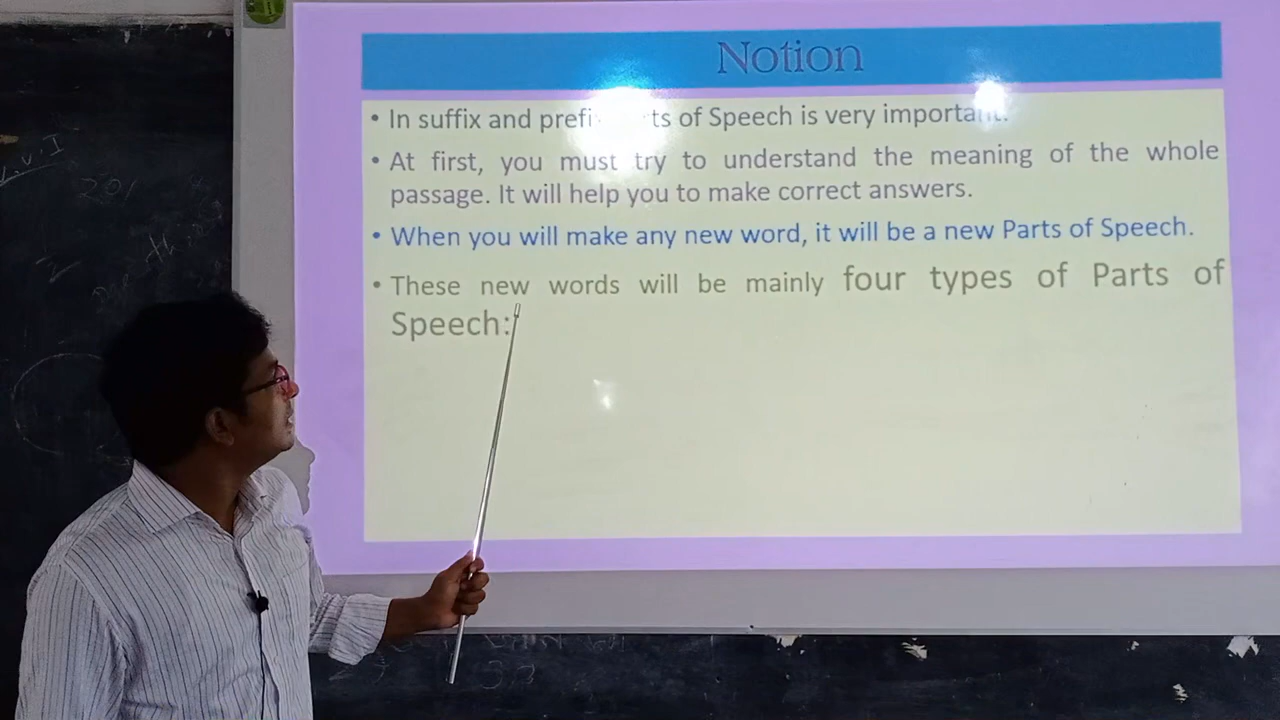 Notion
• In suffix and prefi ts of Speech is very important.
• At first, you must try to understand the meaning of the whole
passage. It will help you to make correct answers.
• When you will make any new word, it will be a new Parts of Speech.
• These new words will be mainly four types of Parts of
Speech: